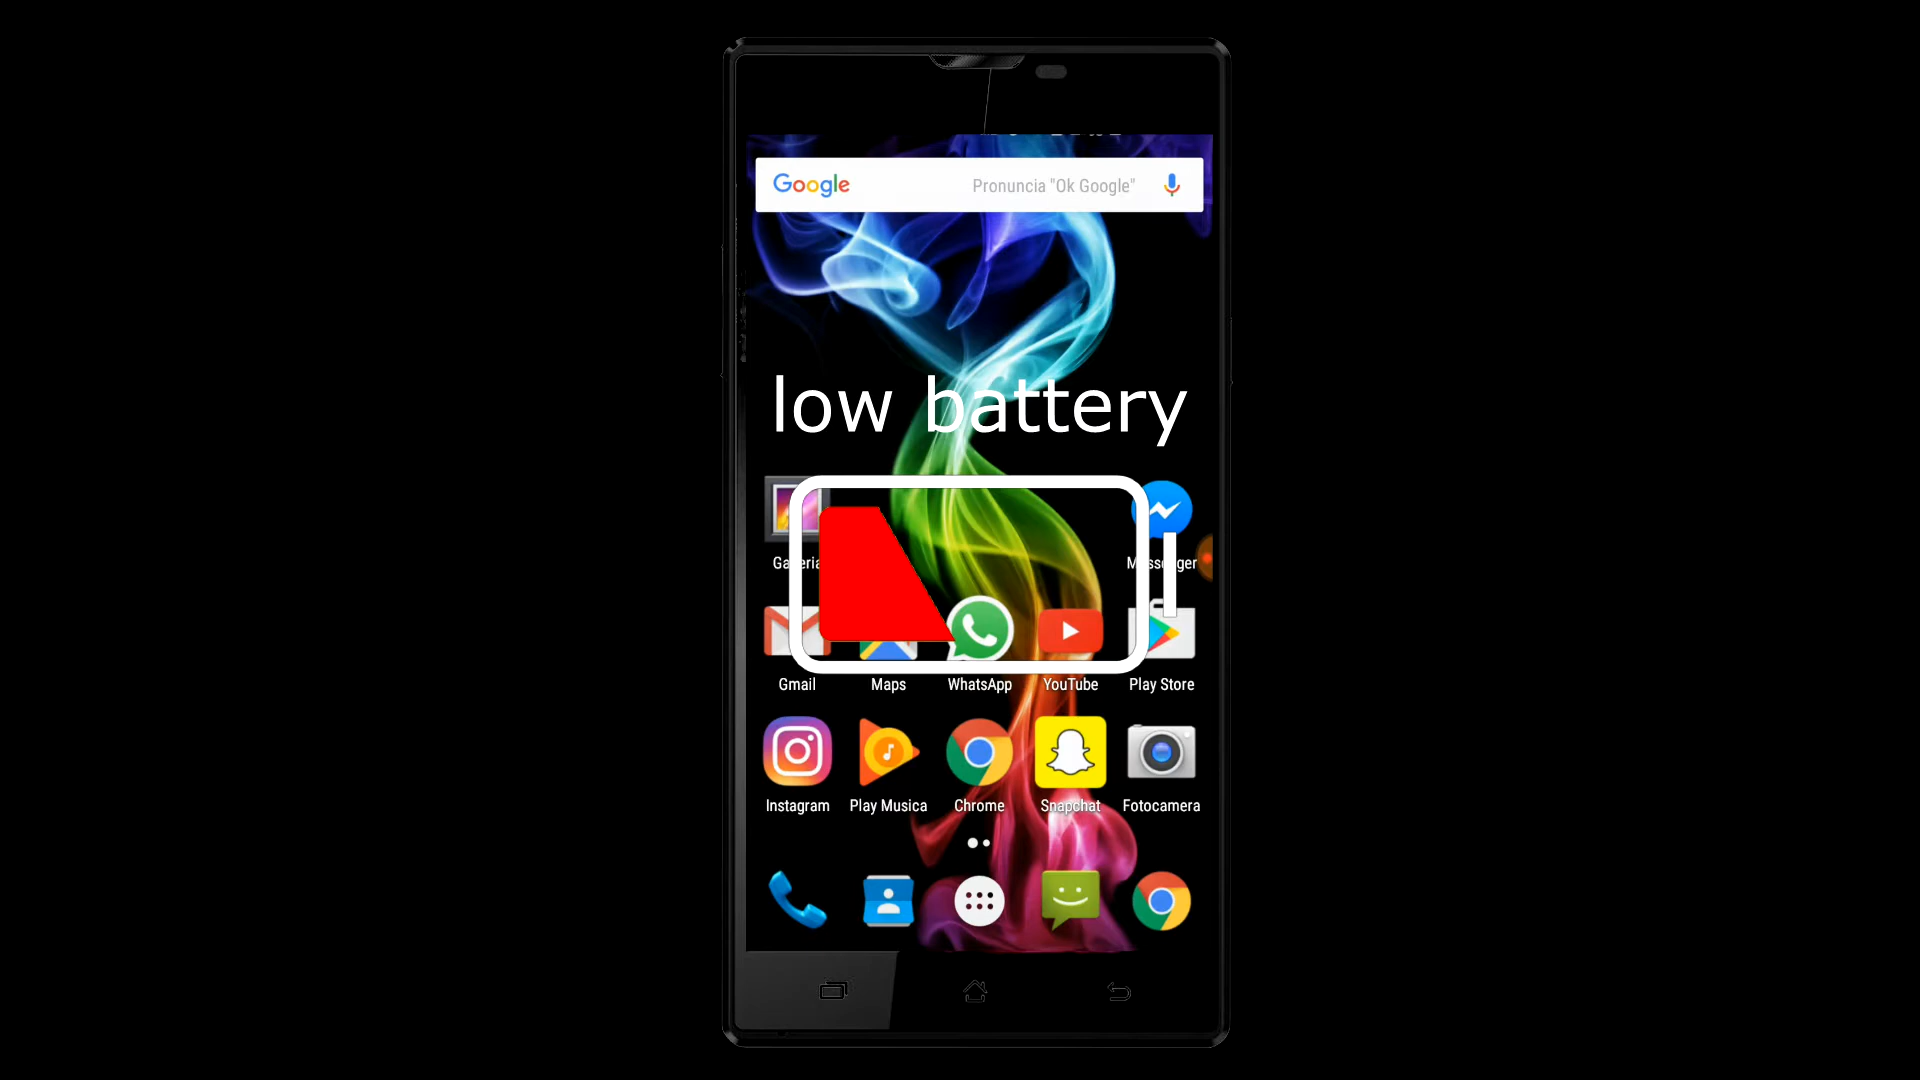 Google Pronuncia "Ok Google"
low battery
Gmail Maps WhatsApp YouTube Play Store
Instagram Play Musica Chrome Snapchat Fotocamera